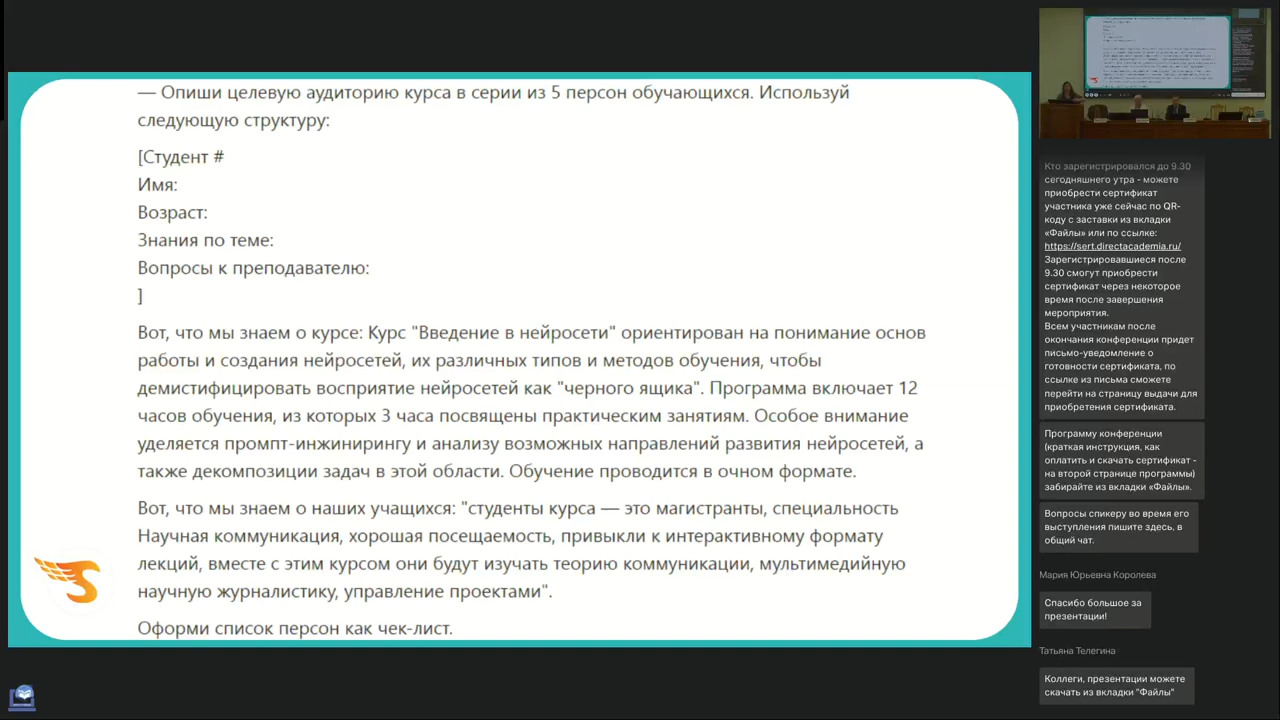 — Опиши целевую аудиторию курса в серии из 5 персон обучающихся. Используй
следующую структуру:
[Студент #
Имя:
Возраст:
Знания по теме:
Вопросы к преподавателю:
]
Вот, что мы знаем о курсе: Курс "Введение в нейросети" ориентирован на понимание основ
работы и создания нейросетей, их различных типов и методов обучения, чтобы
демистифицировать восприятие нейросетей как "черного ящика". Программа включает 12
часов обучения, из которых 3 часа посвящены практическим занятиям. Особое внимание
уделяется промпт-инжинирингу и анализу возможных направлений развития нейросетей, а
также декомпозиции задач в этой области. Обучение проводится в очном формате.
Вот, что мы знаем о наших учащихся: "студенты курса — это магистранты, специальность
Научная коммуникация, хорошая посещаемость, привыкли к интерактивному формату
лекций, вместе с этим курсом они будут изучать теорию коммуникации, мультимедийную
научную журналистику, управление проектами".
Оформи список персон как чек-лист.
Кто зарегистрировался до 9.30
сегодняшнего утра - можете
приобрести сертификат
участника уже сейчас по QR-
коду с заставки из вкладки
«Файлы» или по ссылке:
https://sert.directacademia.ru/
Зарегистрировавшиеся после
9.30 смогут приобрести
сертификат через некоторое
время после завершения
мероприятия.
Всем участникам после
окончания конференции придет
письмо-уведомление о
готовности сертификата, по
ссылке из письма сможете
перейти на страницу выдачи для
приобретения сертификата.
Программу конференции
(краткая инструкция, как
оплатить и скачать сертификат -
на второй странице программы)
забирайте из вкладки «Файлы».
Вопросы спикеру во время его
выступления пишите здесь, в
общий чат.
Мария Юрьевна Королева
Спасибо большое за
презентации!
Татьяна Телегина
Коллеги, презентации можете
скачать из вкладки "Файлы"